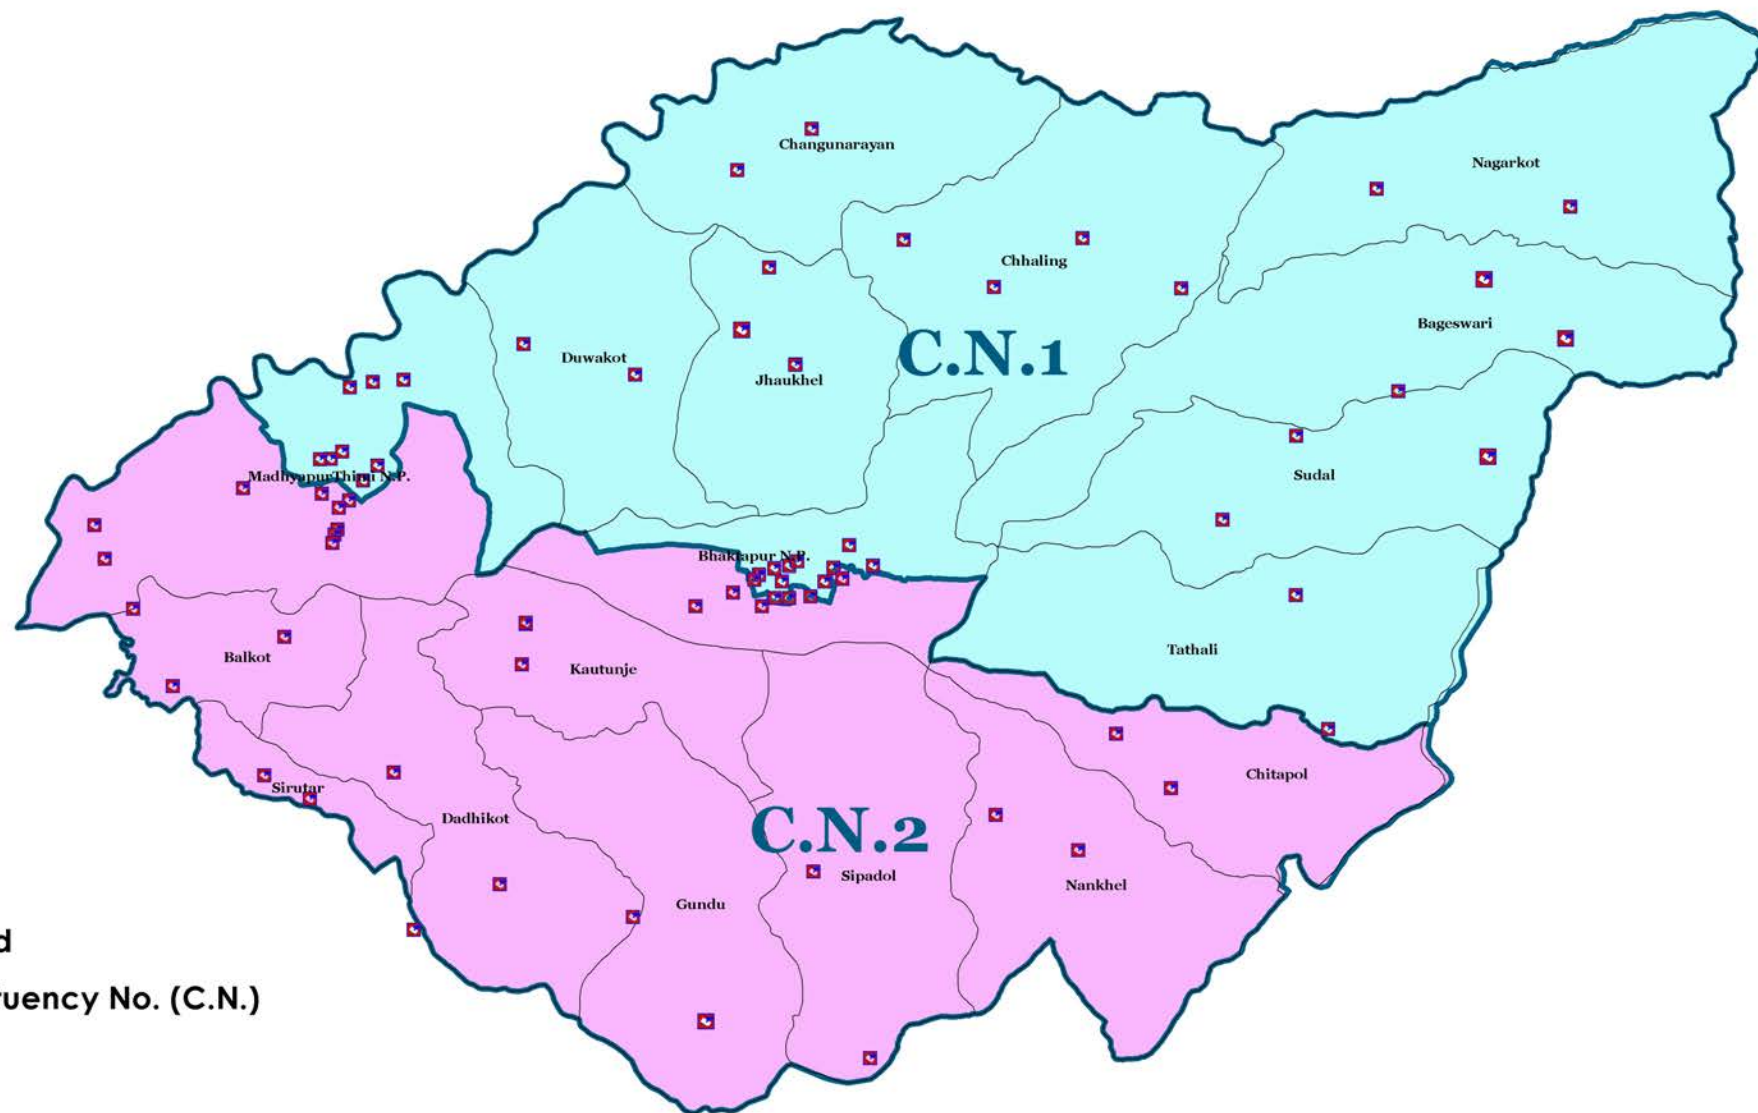 Changunarayan
Nagarkot
Chhaling
Bageswari
C.N.1
Duwakot
Jhaukhel
MadhyapurThimi N.P.
Sudal
Bhaktapur N.P.
Tathali
Balkot
Kautunje
Chitapol
Sirutar
Dadhikot
C.N.2
Sipadol
Nankhel
Gundu
d
uency No. (C.N.)